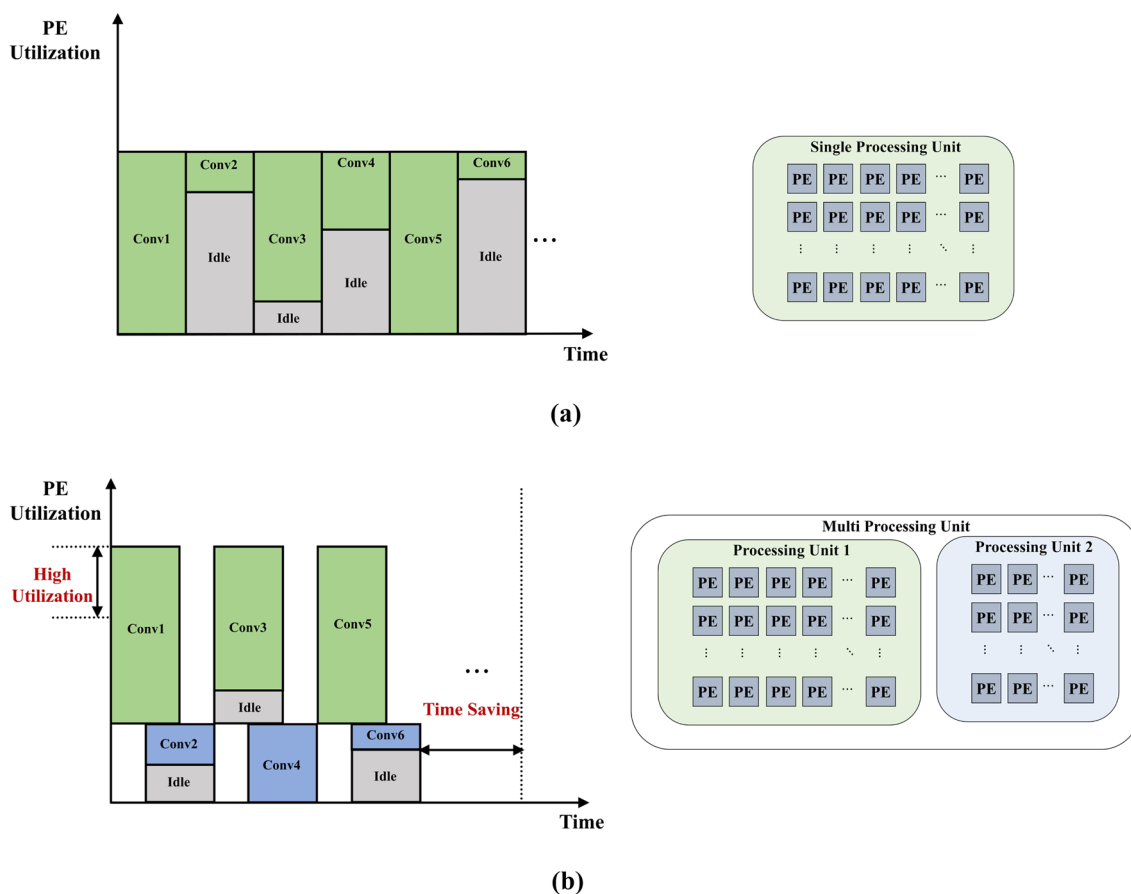 PE
Utilization
Conv1
Conv2
Idle
Conv3
Idle
Conv4
Idle
Conv5
Conv6
Idle
...
Time
Single Processing Unit
PE PE PE PE ... PE
PE PE PE PE ... PE
PE PE PE PE ... PE
(a)
PE
Utilization
High
Utilization
Conv1
Conv3
Idle
Conv5
Conv2
Idle
Conv4
Conv6
Idle
...
Time Saving
Time
Multi Processing Unit
Processing Unit 1
PE PE PE PE ... PE
PE PE PE PE ... PE
PE PE PE PE ... PE
Processing Unit 2
PE PE ... PE
PE PE ... PE
PE PE ... PE
(b)